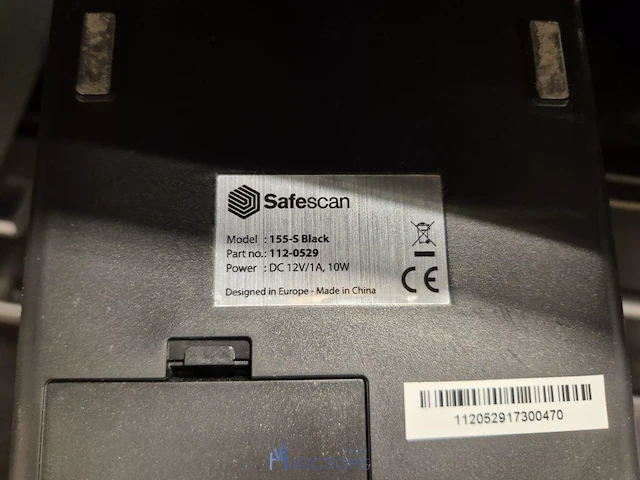 Safescan
Model : 155-S Black
Part no.: 112-0529
Power : DC 12V/1A, 10W
Designed in Europe - Made in China
112052917300470